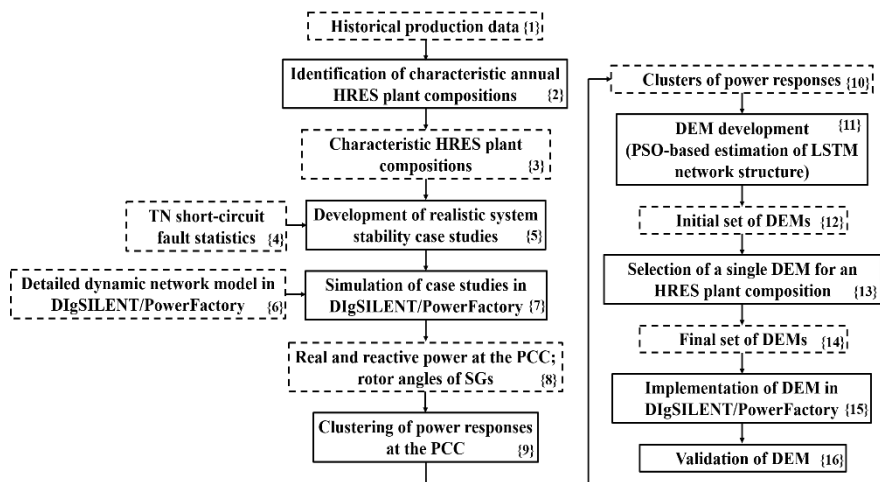 Historical production data {1}
Identification of characteristic annual
HRES plant compositions {2}
Characteristic HRES plant
compositions {3}
TN short-circuit
fault statistics {4}
Development of realistic system
stability case studies {5}
Detailed dynamic network model in
DIgSILENT/PowerFactory {6}
Simulation of case studies in
DIgSILENT/PowerFactory {7}
Real and reactive power at the PCC;
rotor angles of SGs {8}
Clustering of power responses
at the PCC {9}
Clusters of power responses {10}
DEM development {11}
(PSO-based estimation of LSTM
network structure)
Initial set of DEMs {12}
Selection of a single DEM for an
HRES plant composition {13}
Final set of DEMs {14}
Implementation of DEM in
DIgSILENT/PowerFactory {15}
Validation of DEM {16}